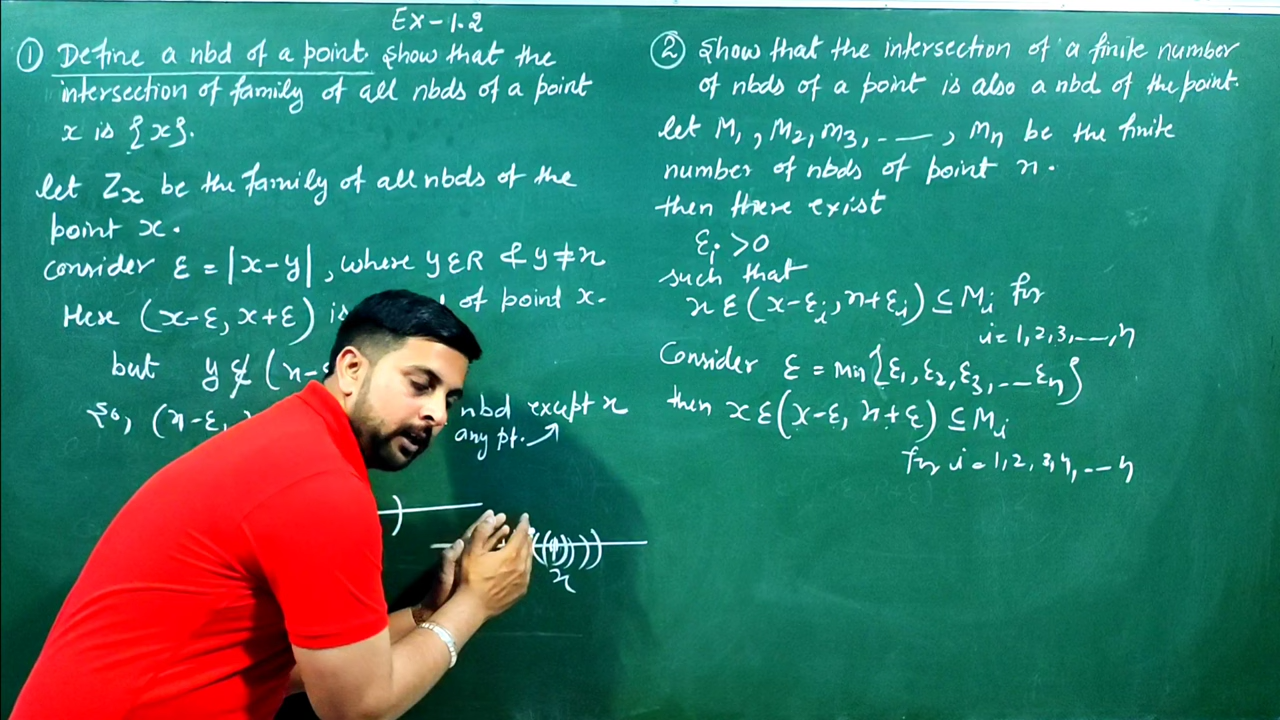 Ex-1.2
① Define a nbd of a point. Show that the
intersection of family of all nbds of a point
x is {x}.
let Zx be the family of all nbds of the
point x.
Consider ε = |x-y|, where y ε R & y ≠ x
Here (x-ε, x+ε) is of point x.
but y ∉ (x-ε
So, (x-ε, nbd except x
any pt.
x
② Show that the intersection of a finite number
of nbds of a point is also a nbd of the point.
let M1, M2, M3, ----, Mn be the finite
number of nbds of point x.
then there exist
εi >0
such that
x ε (x-εi, x+εi) ⊆ Mi for
i=1,2,3,---,n
Consider ε = Min {ε1, ε2, ε3, ---εn}
then x ε (x-ε, x+ε) ⊆ Mi
for i=1,2,3,4,---n